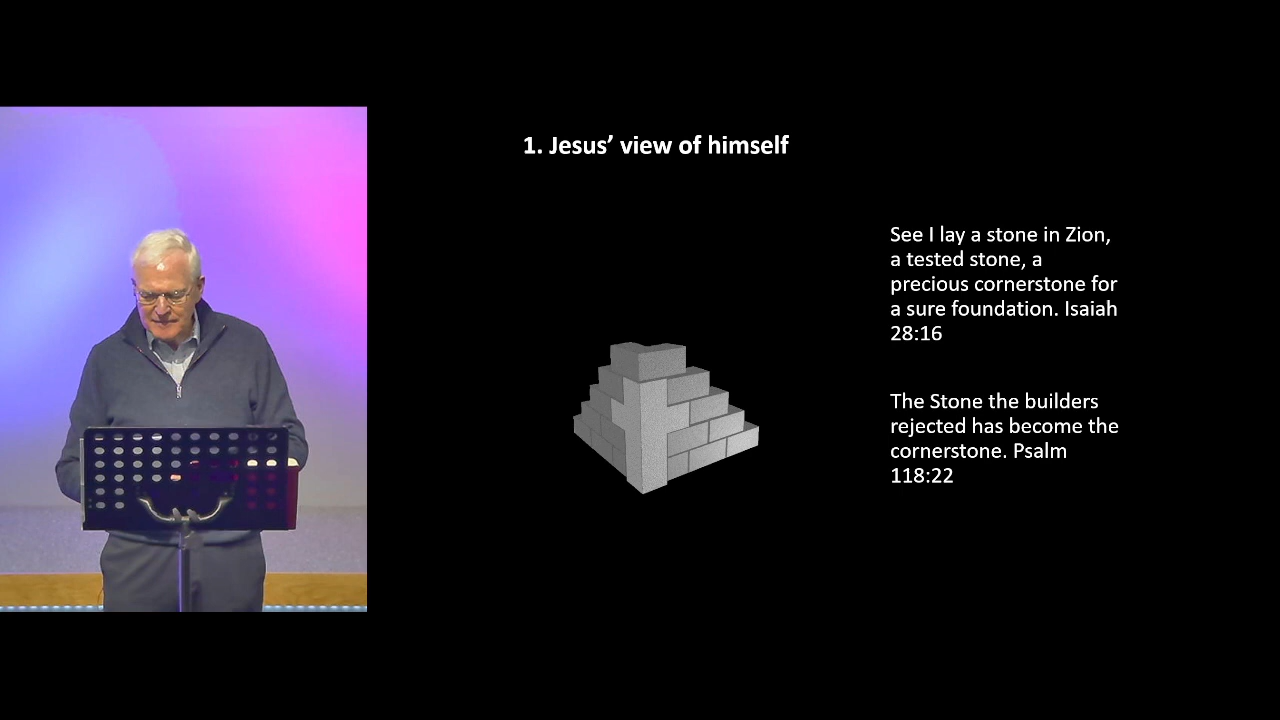 1. Jesus’ view of himself
See I lay a stone in Zion,
a tested stone, a
precious cornerstone for
a sure foundation. Isaiah
28:16
The Stone the builders
rejected has become the
cornerstone. Psalm
118:22